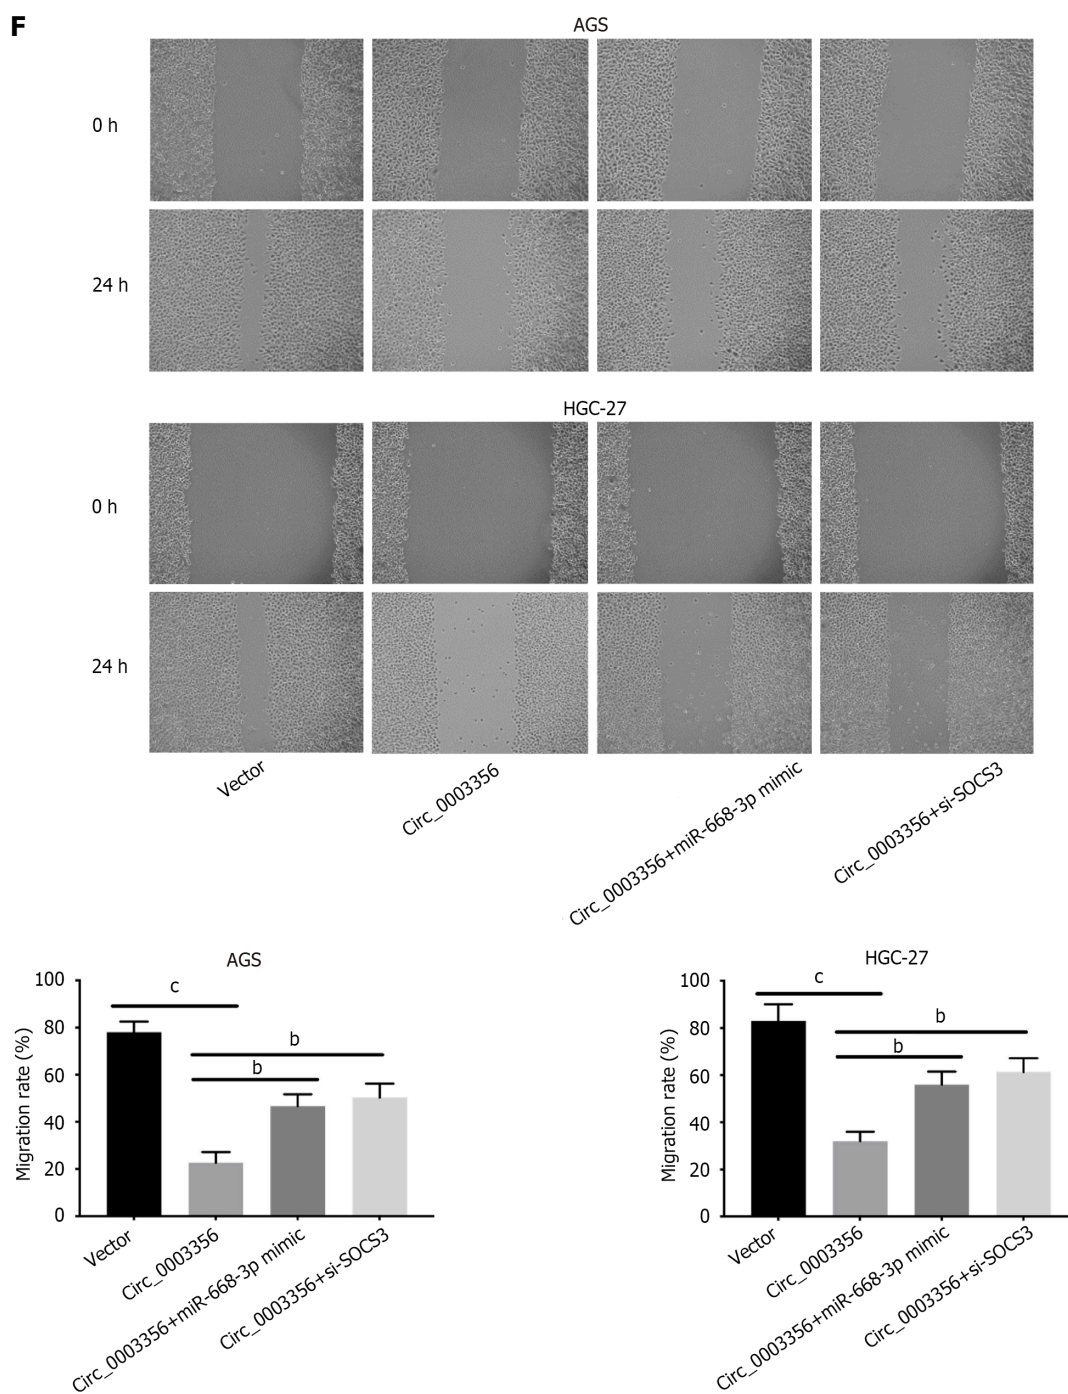 F
AGS
0 h
24 h
HGC-27
0 h
24 h
Vector
Circ_0003356
Circ_0003356+miR-668-3p mimic
Circ_0003356+si-SOCS3
AGS
Migration rate (%)
100
80
60
40
20
0
c
b
b
Vector
Circ_0003356
Circ_0003356+miR-668-3p mimic
Circ_0003356+si-SOCS3
HGC-27
Migration rate (%)
100
80
60
40
20
0
c
b
b
Vector
Circ_0003356
Circ_0003356+miR-668-3p mimic
Circ_0003356+si-SOCS3